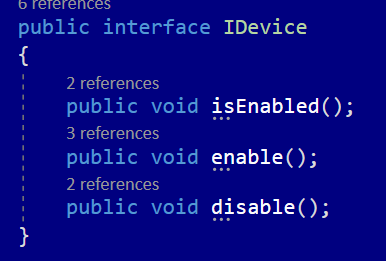 6 references
public interface IDevice
{
2 references
public void isEnabled();
3 references
public void enable();
2 references
public void disable();
}